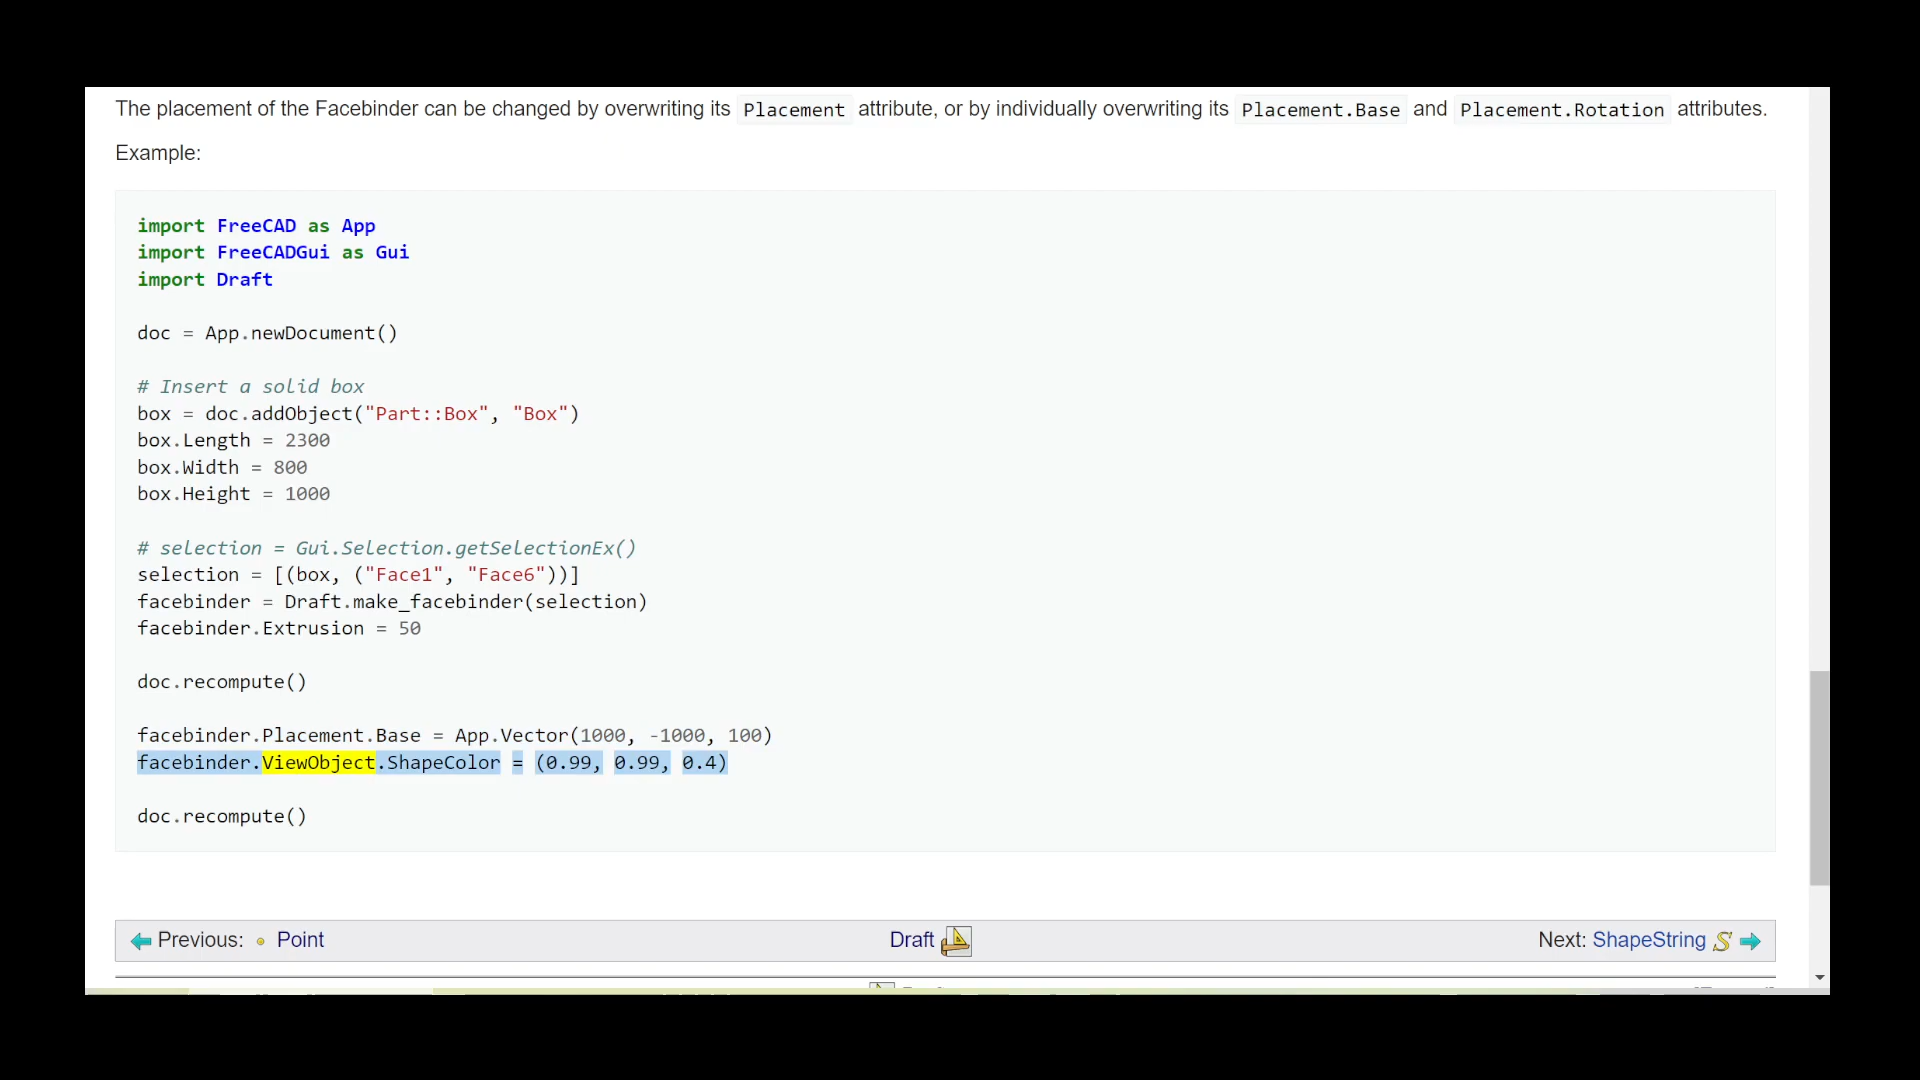 The placement of the Facebinder can be changed by overwriting its Placement attribute, or by individually overwriting its Placement.Base and Placement.Rotation attributes.
Example:
import FreeCAD as App
import FreeCADGui as Gui
import Draft
doc = App.newDocument()
# Insert a solid box
box = doc.addObject("Part::Box", "Box")
box.Length = 2300
box.Width = 800
box.Height = 1000
# selection = Gui.Selection.getSelectionEx()
selection = [(box, ("Face1", "Face6"))]
facebinder = Draft.make_facebinder(selection)
facebinder.Extrusion = 50
doc.recompute()
facebinder.Placement.Base = App.Vector(1000, -1000, 100)
facebinder.ViewObject.ShapeColor = (0.99, 0.99, 0.4)
doc.recompute()
Previous: Point Draft Next: ShapeString